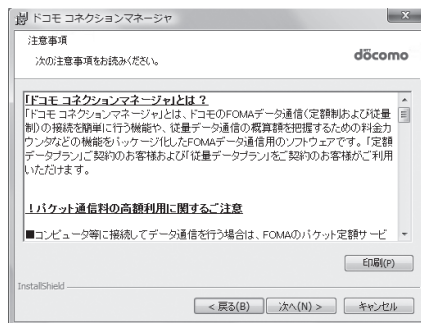 ドコモ コネクションマネージャ
注意事項
次の注意事項をお読みください。
döcomo
「ドコモ コネクションマネージャ」とは?
「ドコモ コネクションマネージャ」とは、ドコモのFOMAデータ通信(定額制および従量
制)の接続を簡単に行う機能や、従量データ通信の概算額を把握するための料金カ
ウンタなどの機能をパッケージ化したFOMAデータ通信用のソフトウェアです。「定額
データプラン」ご契約のお客様および「従量データプラン」をご契約のお客様がご利用
いただけます。
!パケット通信料の高額利用に関するご注意
■コンピュータ等に接続してデータ通信を行う場合は、FOMAのパケット定額サービ
印刷(P)
InstallShield
< 戻る(B)
次へ(N) >
キャンセル